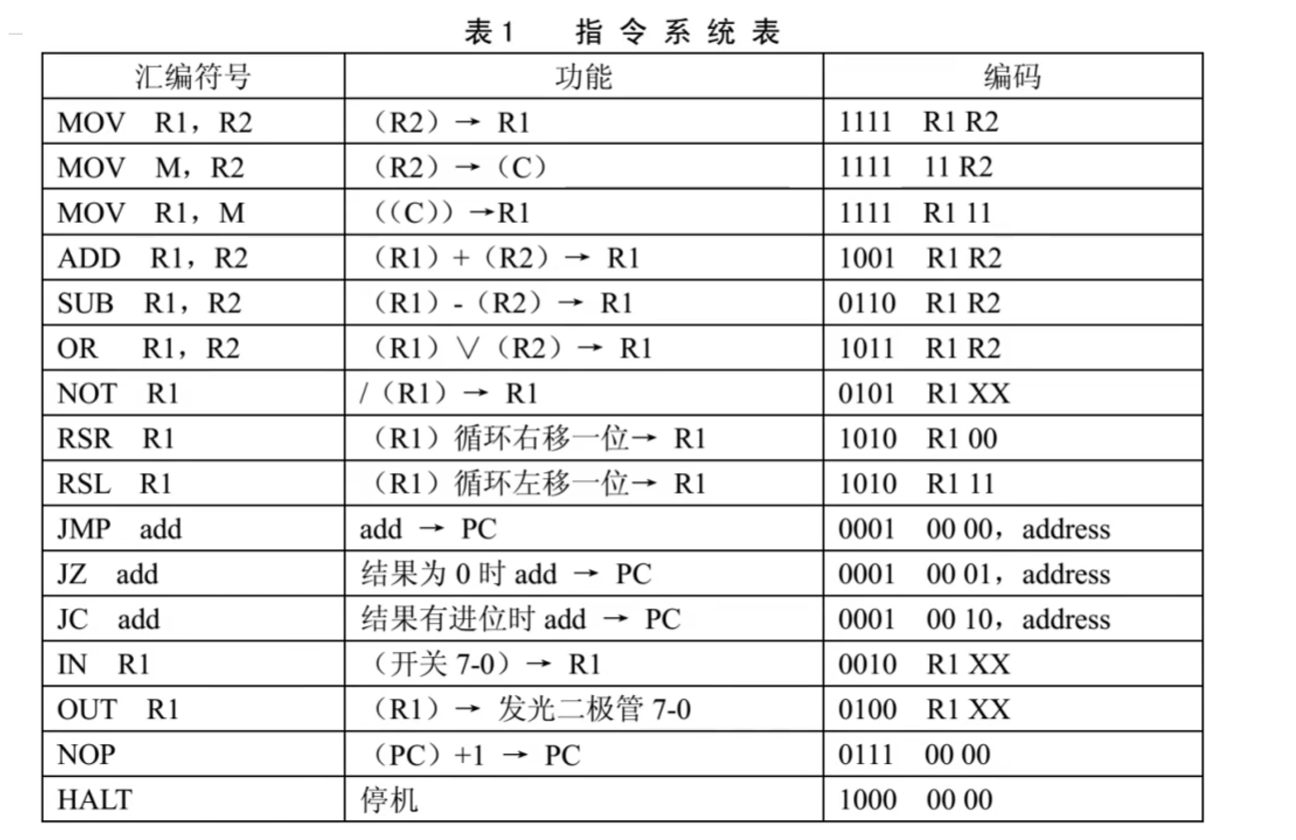 表1 指令系统表
汇编符号 功能 编码
MOV R1，R2 （R2）→ R1 1111 R1 R2
MOV M，R2 （R2）→（C） 1111 11 R2
MOV R1，M （（C））→R1 1111 R1 11
ADD R1，R2 （R1）+（R2）→ R1 1001 R1 R2
SUB R1，R2 （R1）-（R2）→ R1 0110 R1 R2
OR R1，R2 （R1）∨（R2）→ R1 1011 R1 R2
NOT R1 /（R1）→ R1 0101 R1 XX
RSR R1 （R1）循环右移一位→ R1 1010 R1 00
RSL R1 （R1）循环左移一位→ R1 1010 R1 11
JMP add add → PC 0001 00 00，address
JZ add 结果为 0 时 add → PC 0001 00 01，address
JC add 结果有进位时 add → PC 0001 00 10，address
IN R1 （开关 7-0）→ R1 0010 R1 XX
OUT R1 （R1）→ 发光二极管 7-0 0100 R1 XX
NOP （PC）+1 → PC 0111 00 00
HALT 停机 1000 00 00